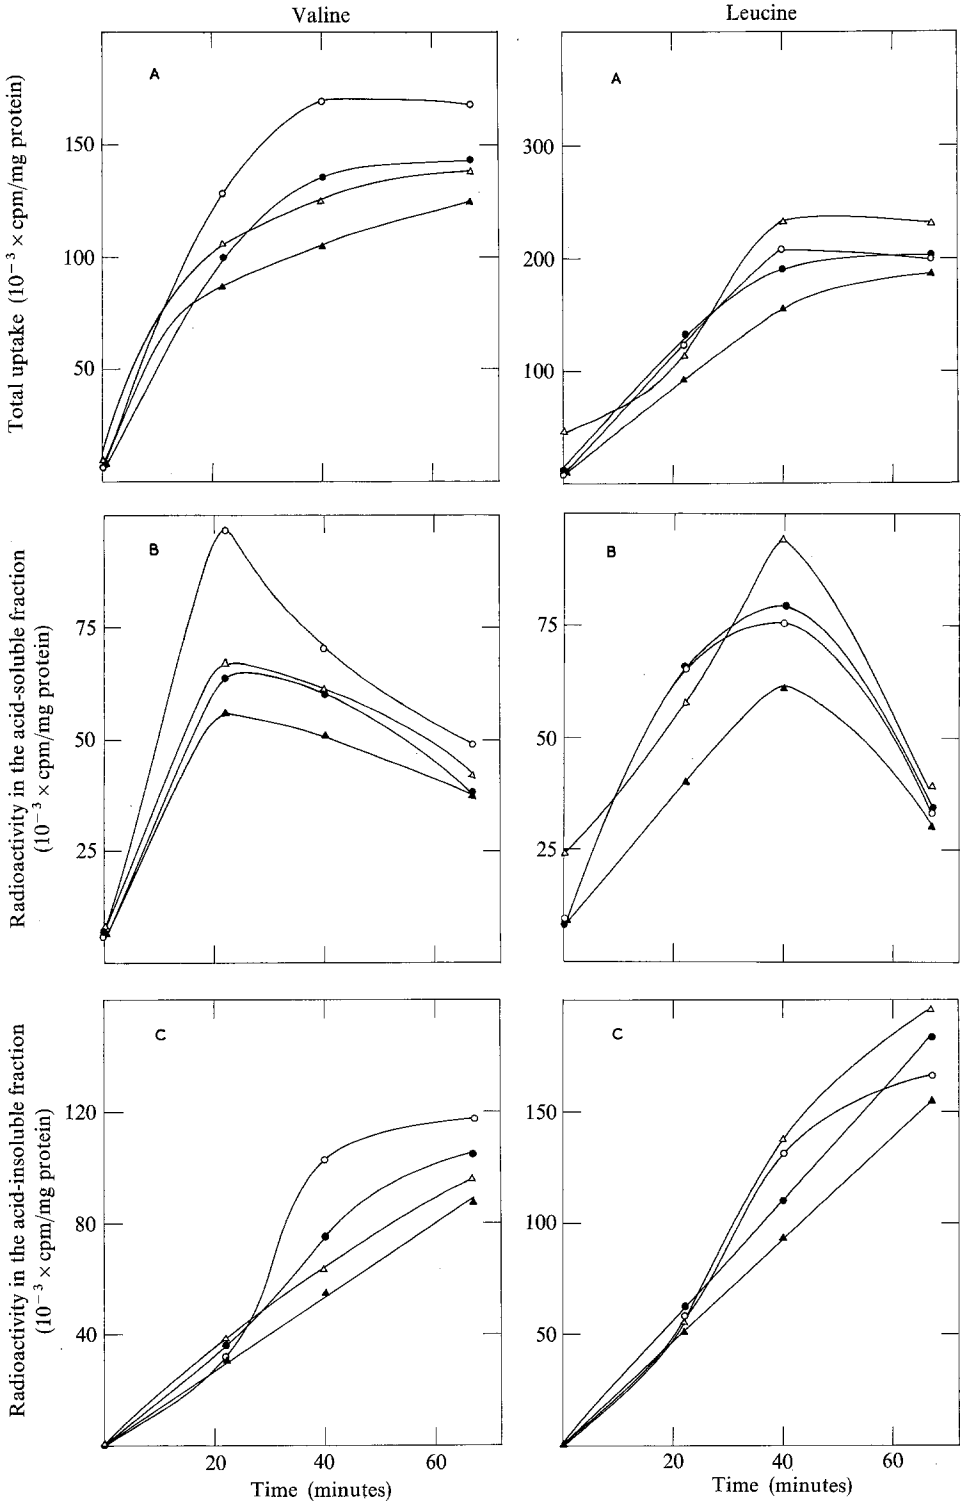 Valine
Leucine
Total uptake (10⁻³ × cpm/mg protein)
A
150
100
50
A
300
200
100
Radioactivity in the acid-soluble fraction
(10⁻³ × cpm/mg protein)
B
75
50
25
B
75
50
25
Radioactivity in the acid-insoluble fraction
(10⁻³ × cpm/mg protein)
C
120
80
40
20 40 60
Time (minutes)
C
150
100
50
20 40 60
Time (minutes)